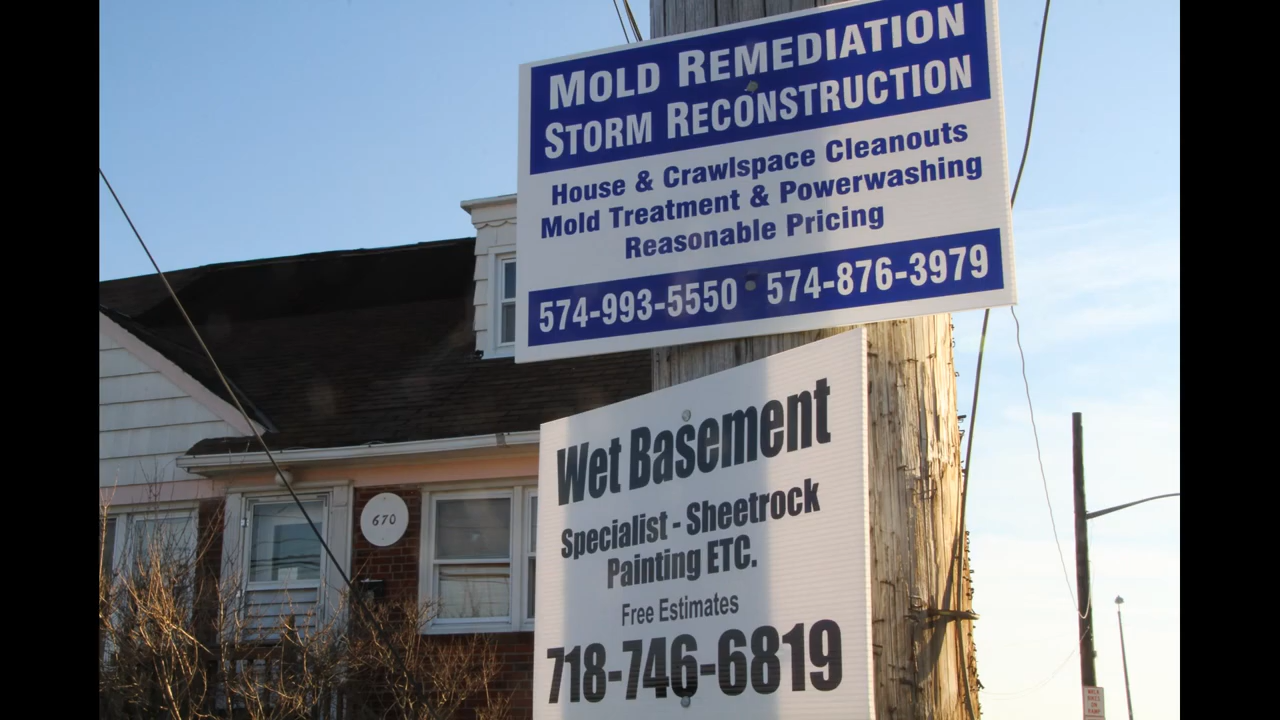 MOLD REMEDIATION
STORM RECONSTRUCTION
House & Crawlspace Cleanouts
Mold Treatment & Powerwashing
Reasonable Pricing
574-993-5550 • 574-876-3979
Wet Basement
Specialist - Sheetrock
Painting ETC.
Free Estimates
718-746-6819
670